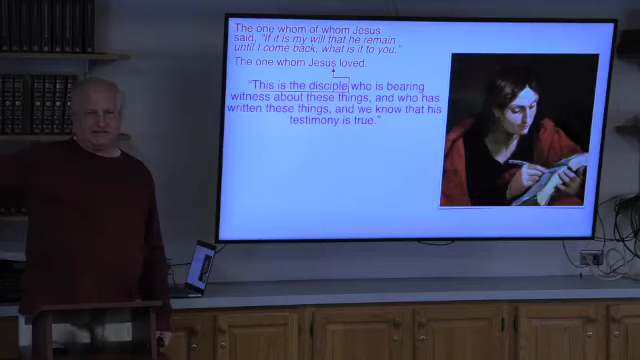 The one whom of whom Jesus
said, "If it is my will that he remain
until I come back, what is it to you."
The one whom Jesus loved.
"This is the disciple who is bearing
witness about these things, and who has
written these things, and we know that his
testimony is true."